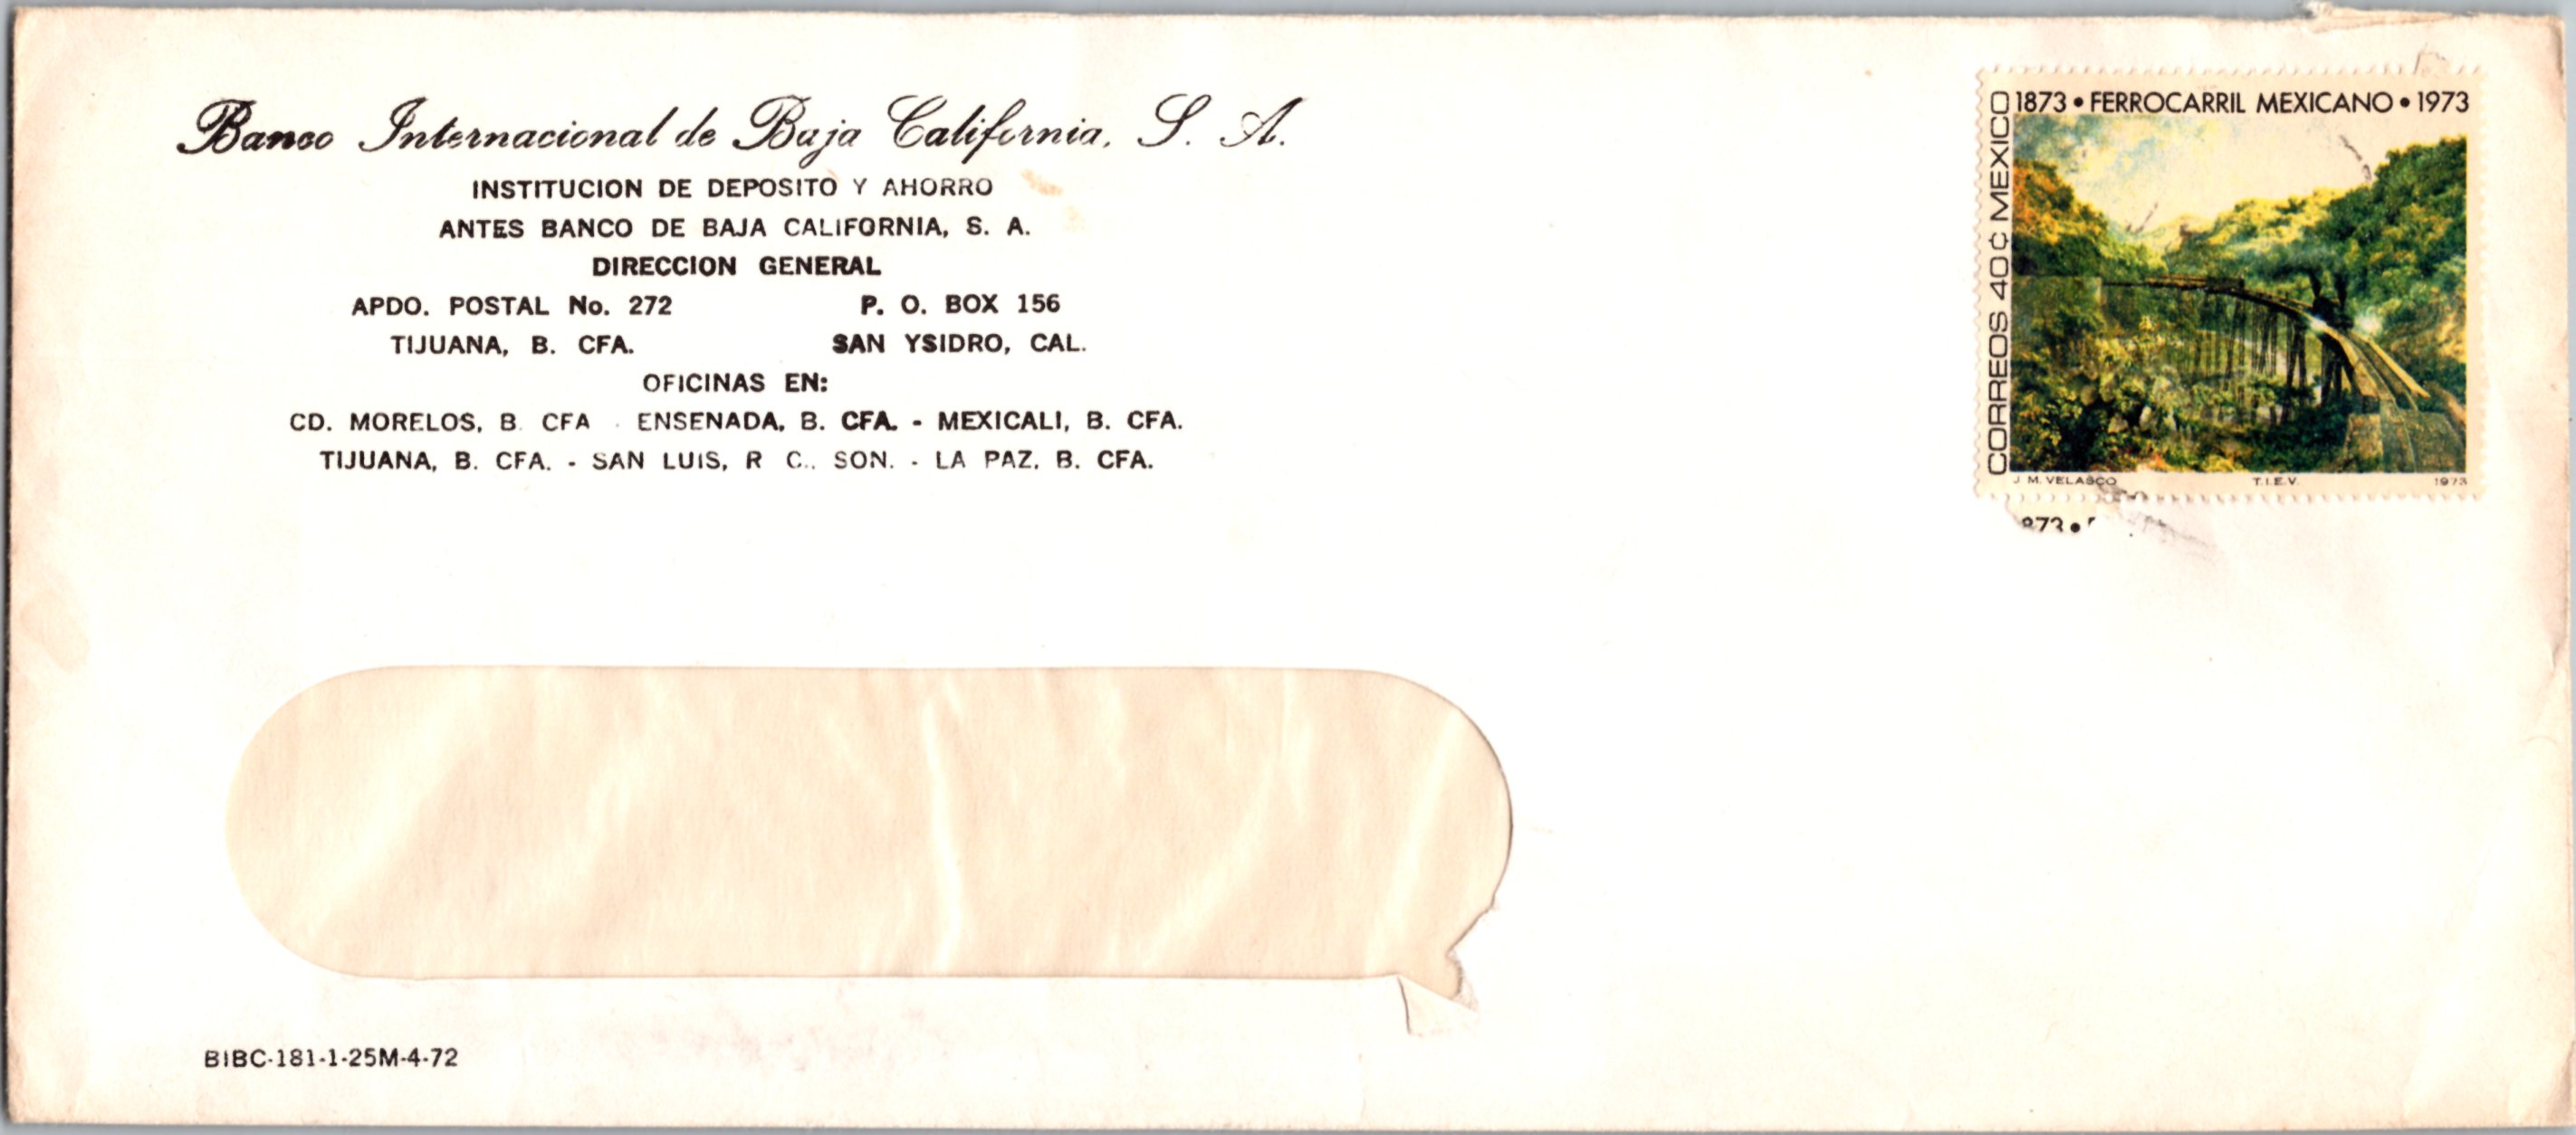 Banco Internacional de Baja California, S. A.
INSTITUCION DE DEPOSITO Y AHORRO
ANTES BANCO DE BAJA CALIFORNIA, S. A.
DIRECCION GENERAL
APDO. POSTAL No. 272
TIJUANA, B. CFA.
P. O. BOX 156
SAN YSIDRO, CAL.
OFICINAS EN:
CD. MORELOS, B. CFA - ENSENADA, B. CFA. - MEXICALI, B. CFA.
TIJUANA, B. CFA. - SAN LUIS, R C., SON. - LA PAZ, B. CFA.
1873 • FERROCARRIL MEXICANO • 1973
CORREOS 40 ¢ MEXICO
J. M. VELASCO T.I.E.V. 1973
873 •
BIBC-181-1-25M-4-72